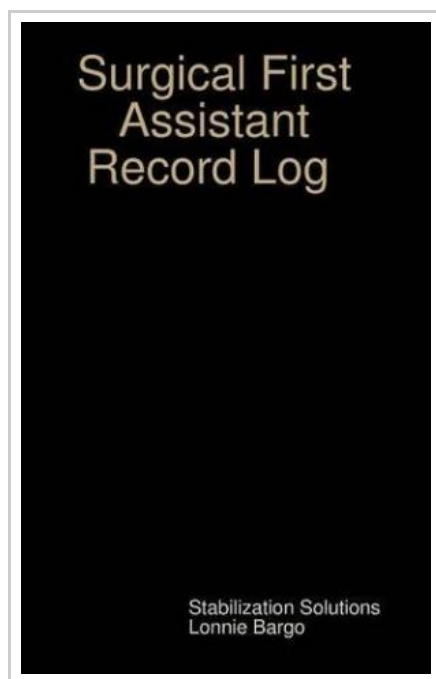 Surgical First
Assistant
Record Log
Stabilization Solutions
Lonnie Bargo